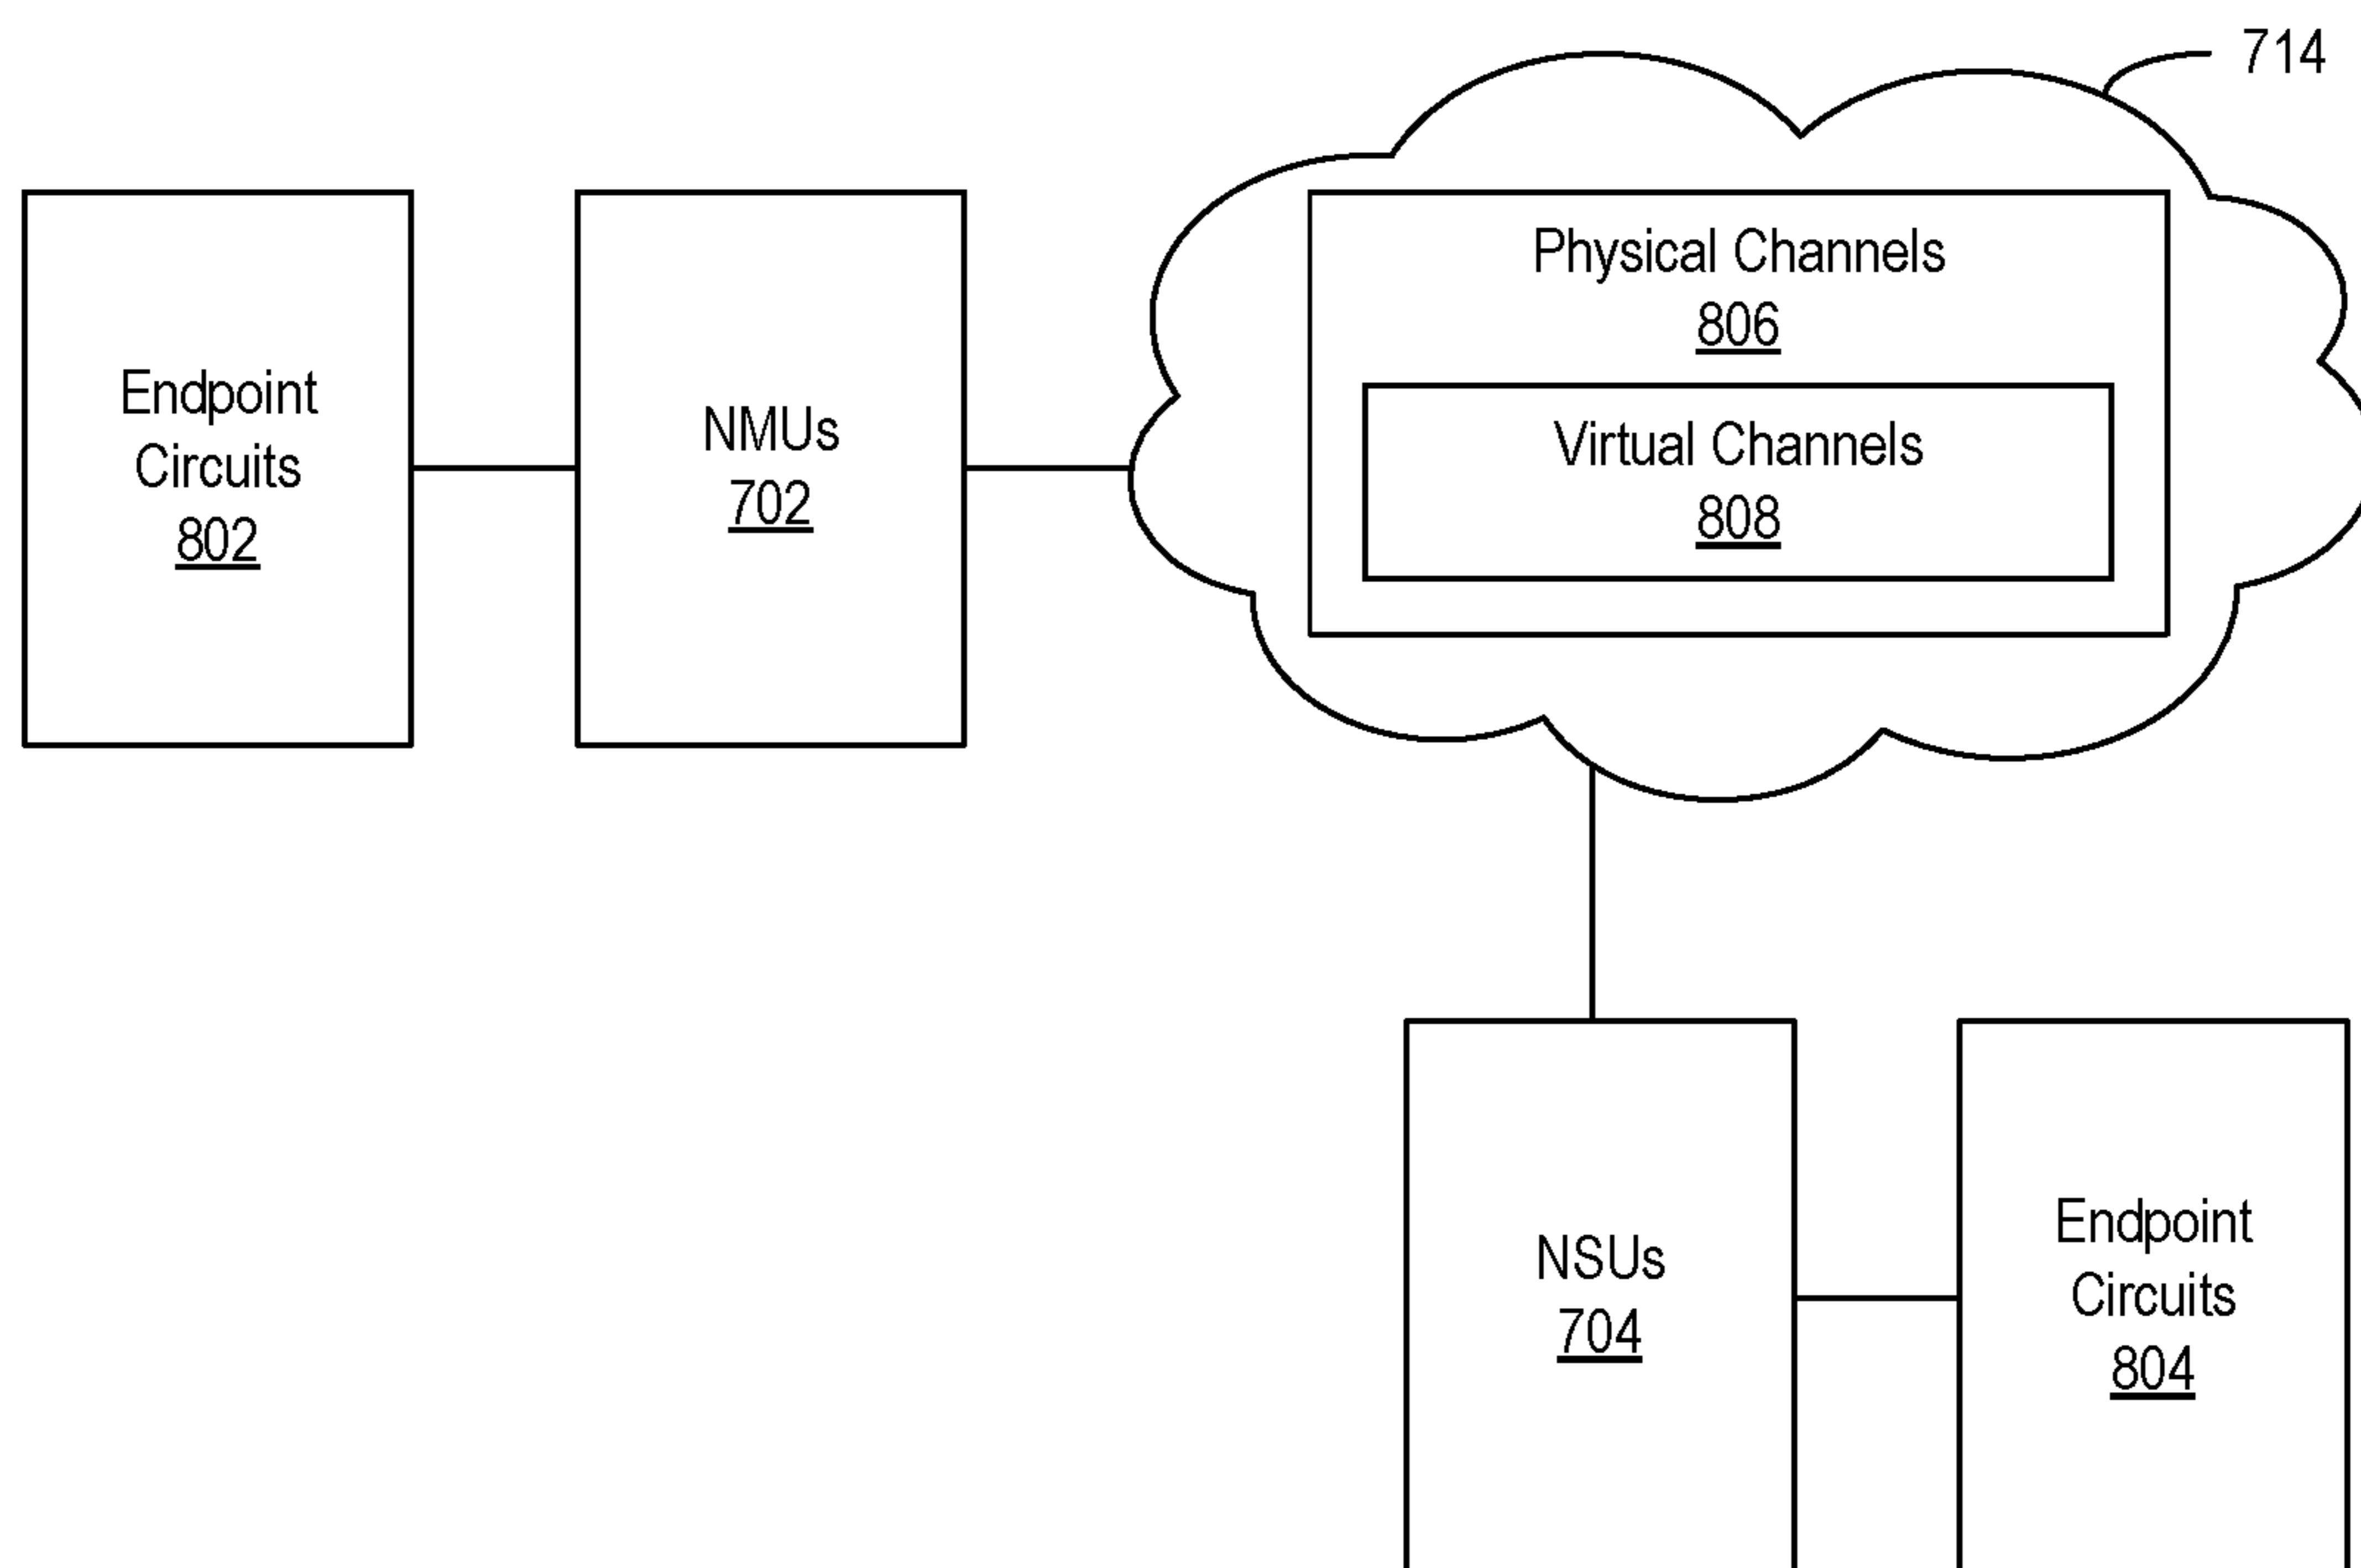 714
Physical Channels
806
Virtual Channels
808
Endpoint
Circuits
802
NMUs
702
NSUs
704
Endpoint
Circuits
804